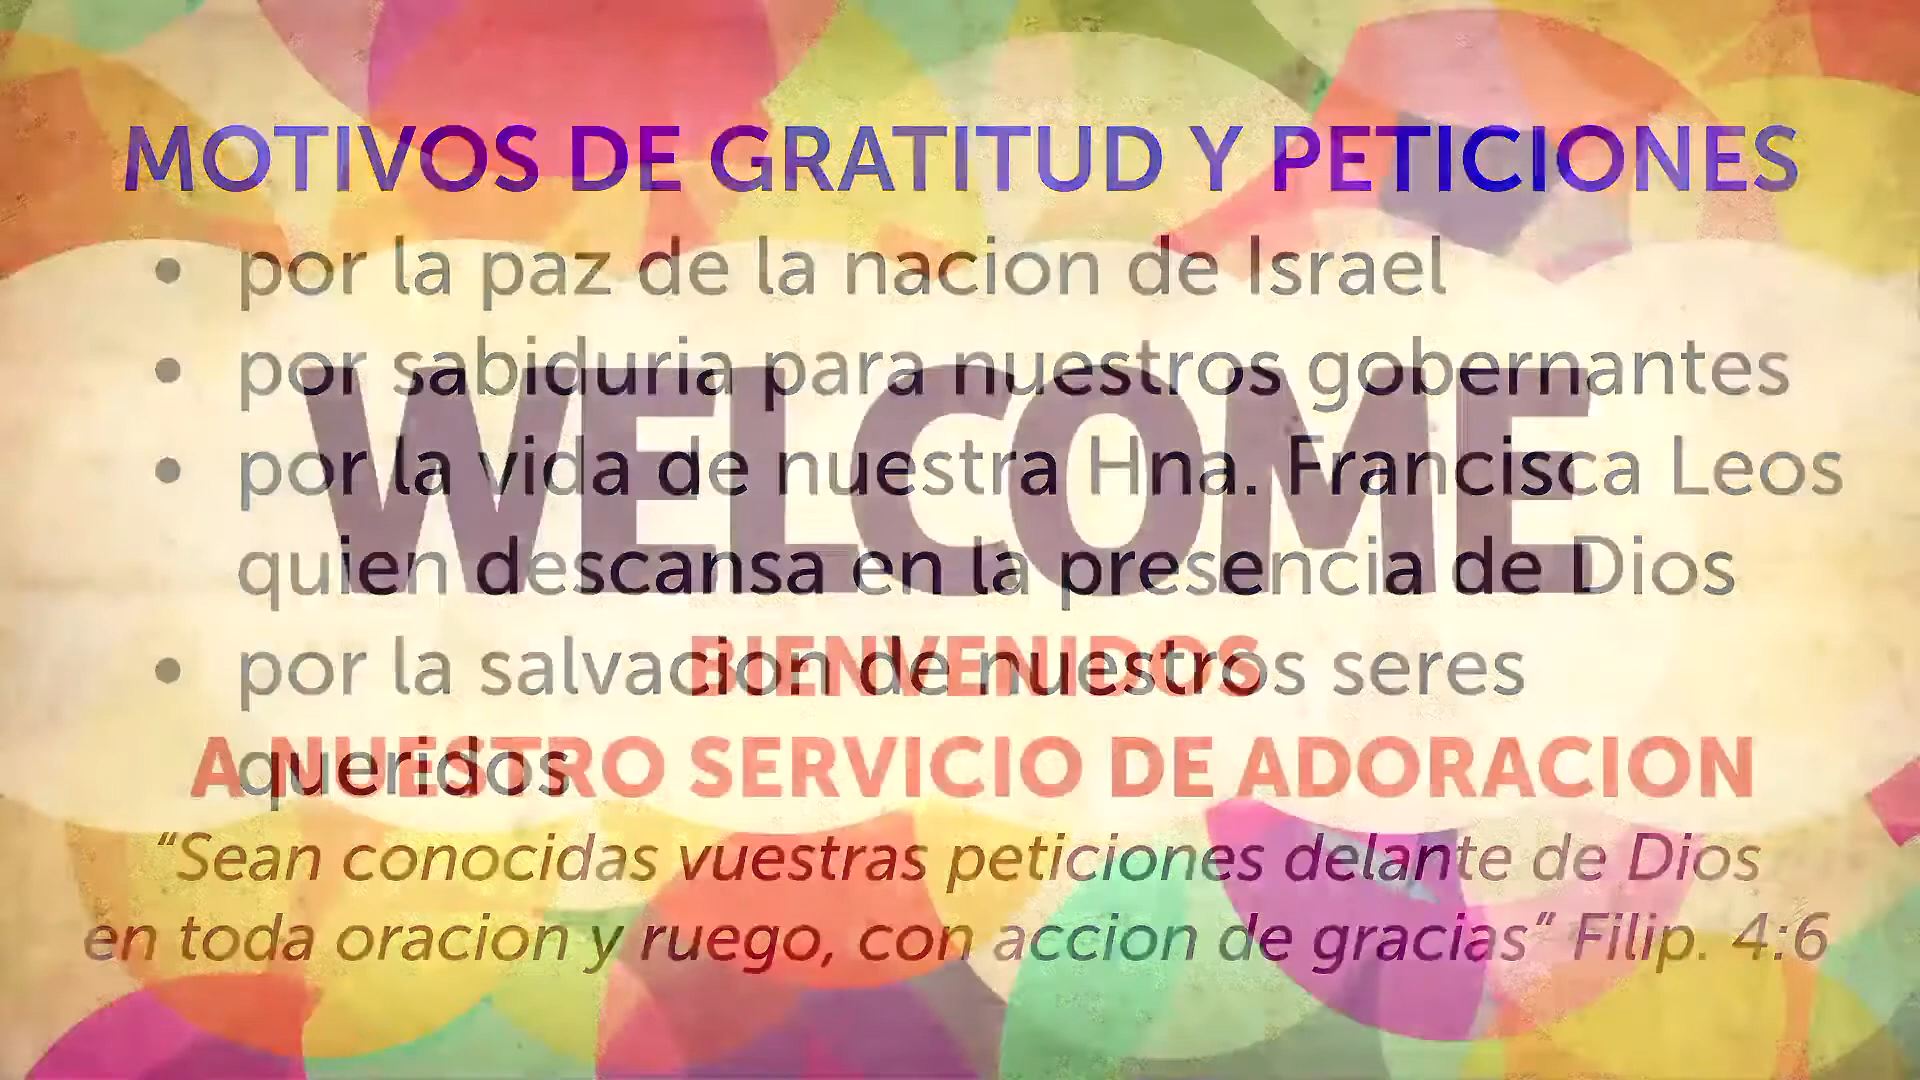 MOTIVOS DE GRATITUD Y PETICIONES
• por la paz de la nacion de Israel
• por sabiduria para nuestros gobernantes
WELCOME
• por la vida de nuestra Hna. Francisca Leos
quien descansa en la presencia de Dios
BIENVENIDOS
• por la salvacion de nuestros seres
queridos
A NUESTRO SERVICIO DE ADORACION
“Sean conocidas vuestras peticiones delante de Dios
en toda oracion y ruego, con accion de gracias” Filip. 4:6